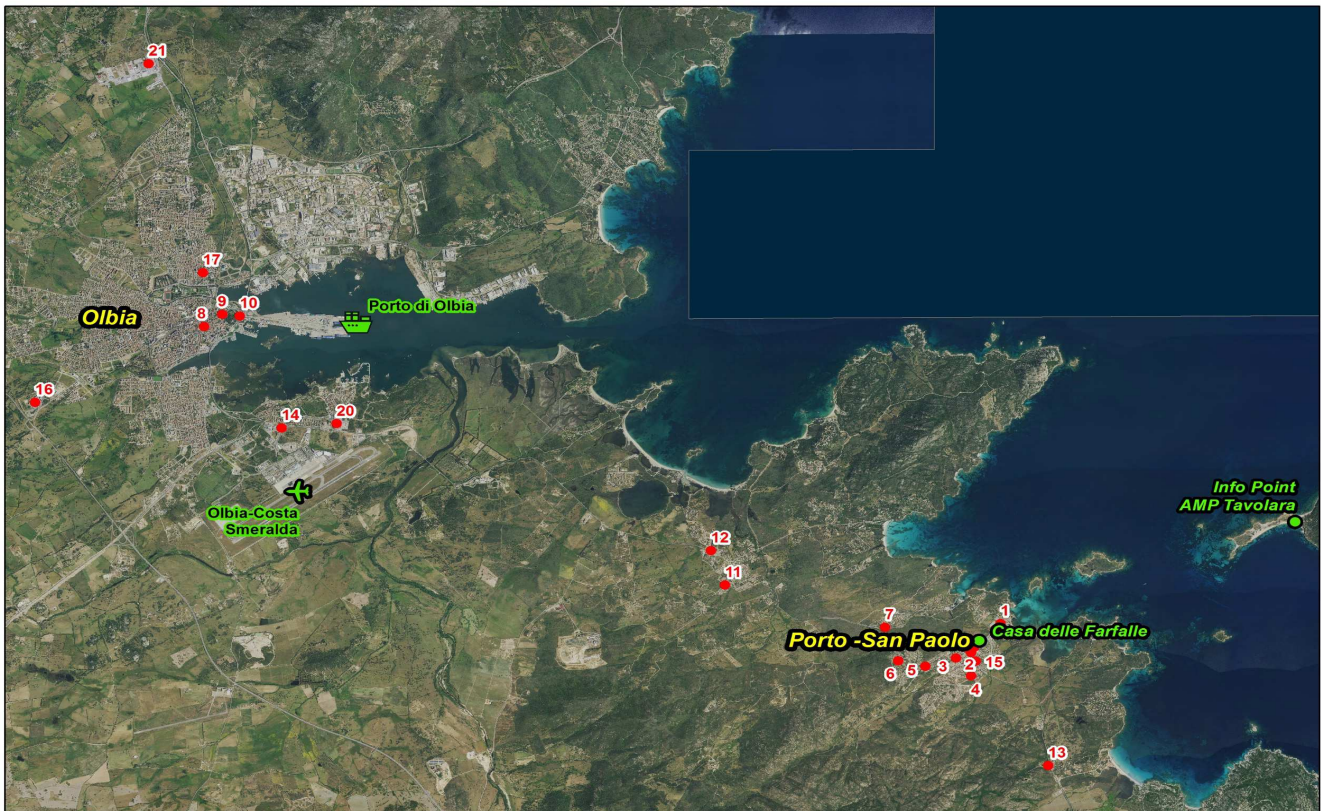 21
17
9
10
8
Olbia
Porto di Olbia
16
14
20
Olbia-Costa
Smeralda
Info Point
AMP Tavolara
12
11
7
1
Porto -San Paolo
Casa delle Farfalle
6
5
3
2
15
4
13